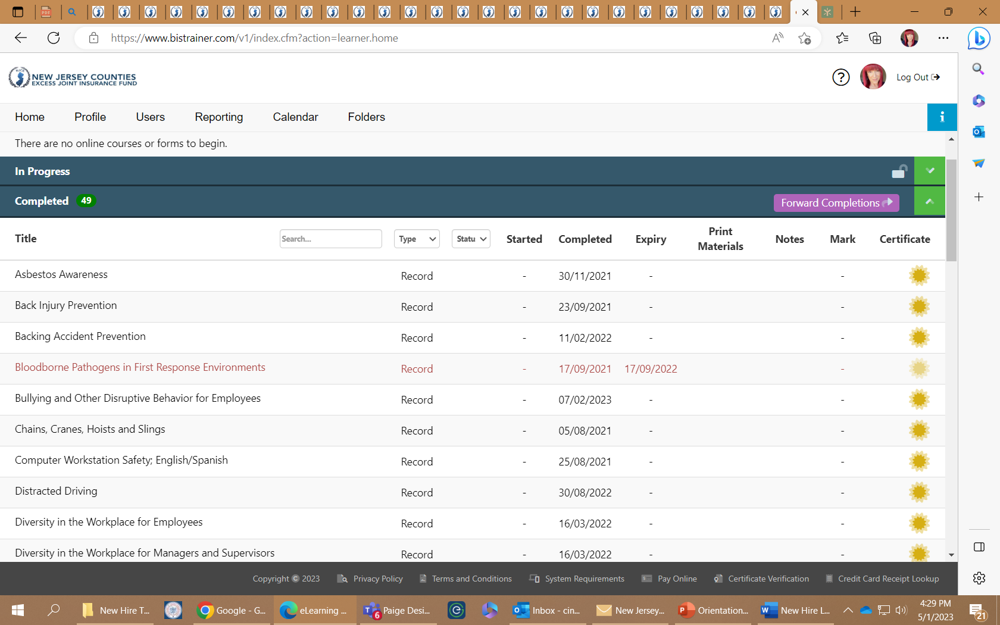 https://www.bistrainer.com/v1/index.cfm?action=learner.home
NJCE
NEW JERSEY COUNTIES
EXCESS JOINT INSURANCE FUND
Log Out
Home Profile Users Reporting Calendar Folders
There are no online courses or forms to begin.
In Progress
Completed 49 Forward Completions
Title Search... Type Statu Started Completed Expiry Print Materials Notes Mark Certificate
Asbestos Awareness Record - 30/11/2021 - -
Back Injury Prevention Record - 23/09/2021 - -
Backing Accident Prevention Record - 11/02/2022 - -
Bloodborne Pathogens in First Response Environments Record - 17/09/2021 17/09/2022 -
Bullying and Other Disruptive Behavior for Employees Record - 07/02/2023 - -
Chains, Cranes, Hoists and Slings Record - 05/08/2021 - -
Computer Workstation Safety; English/Spanish Record - 25/08/2021 - -
Distracted Driving Record - 30/08/2022 - -
Diversity in the Workplace for Employees Record - 16/03/2022 - -
Diversity in the Workplace for Managers and Supervisors Record - 16/03/2022 - -
Copyright © 2023 Privacy Policy Terms and Conditions System Requirements Pay Online Certificate Verification Credit Card Receipt Lookup
New Hire T... Google - G... eLearning ... 6 Paige Desi... Inbox - cin... New Jersey... Orientation... New Hire L... 4:29 PM
5/1/2023 21